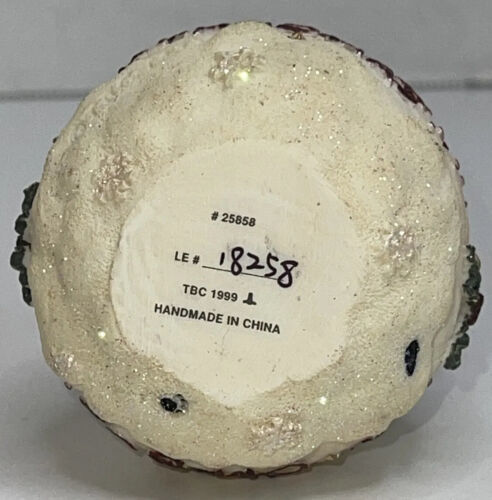 # 25858
LE # 18258
TBC 1999
HANDMADE IN CHINA